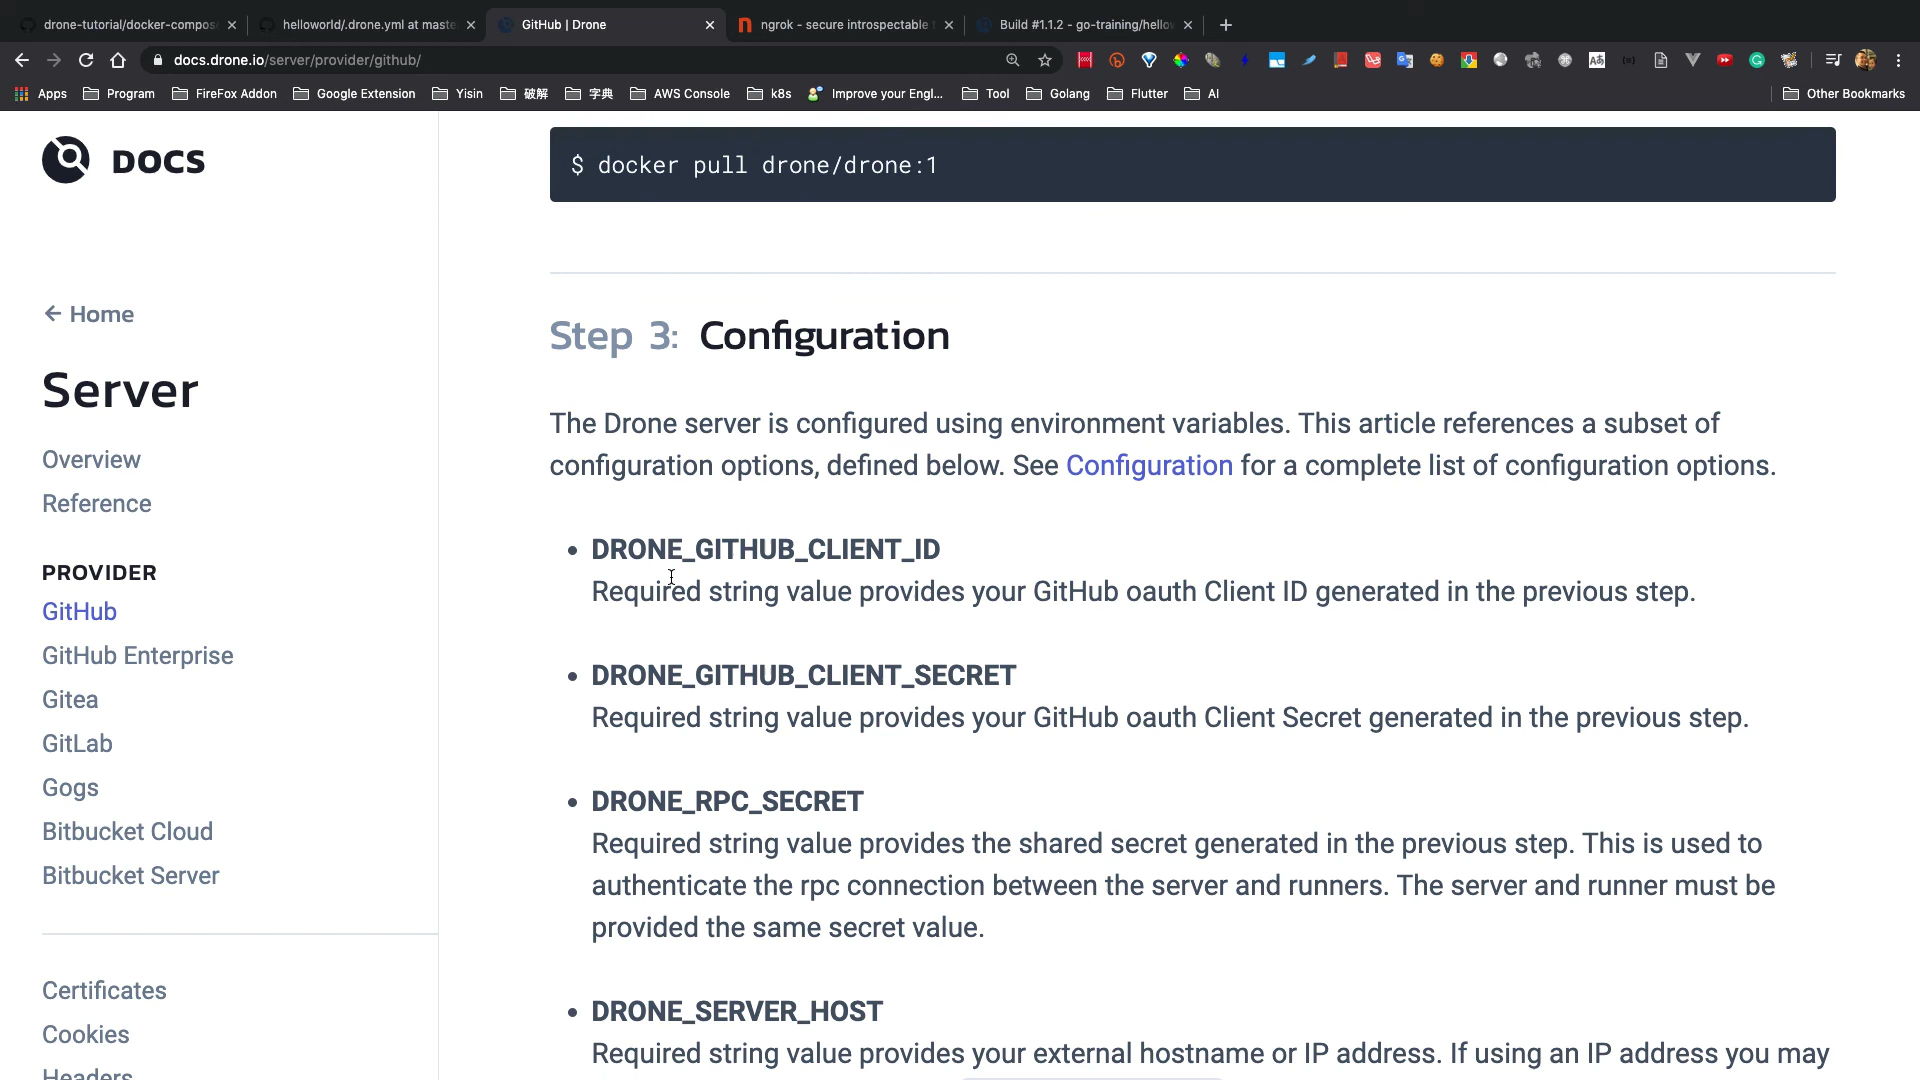 drone-tutorial/docker-compos
helloworld/.drone.yml at maste
GitHub | Drone
ngrok - secure introspectable
Build #1.1.2 - go-training/hellow
docs.drone.io/server/provider/github/
Apps
Program
FireFox Addon
Google Extension
Yisin
破解
字典
AWS Console
k8s
Improve your Engl...
Tool
Golang
Flutter
AI
Other Bookmarks
DOCS
← Home
Server
Overview
Reference
PROVIDER
GitHub
GitHub Enterprise
Gitea
GitLab
Gogs
Bitbucket Cloud
Bitbucket Server
Certificates
Cookies
Headers
$ docker pull drone/drone:1
Step 3: Configuration
The Drone server is configured using environment variables. This article references a subset of
configuration options, defined below. See Configuration for a complete list of configuration options.
• DRONE_GITHUB_CLIENT_ID
Required string value provides your GitHub oauth Client ID generated in the previous step.
• DRONE_GITHUB_CLIENT_SECRET
Required string value provides your GitHub oauth Client Secret generated in the previous step.
• DRONE_RPC_SECRET
Required string value provides the shared secret generated in the previous step. This is used to
authenticate the rpc connection between the server and runners. The server and runner must be
provided the same secret value.
• DRONE_SERVER_HOST
Required string value provides your external hostname or IP address. If using an IP address you may